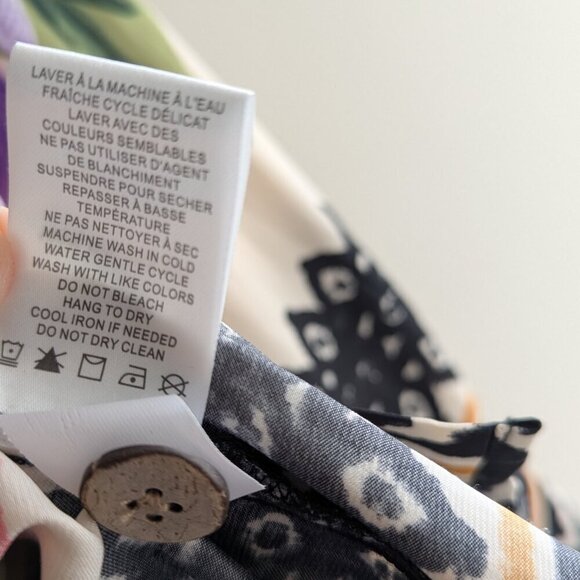 LAVER À LA MACHINE À L'EAU
FRAÎCHE CYCLE DÉLICAT
LAVER AVEC DES
COULEURS SEMBLABLES
NE PAS UTILISER D'AGENT
DE BLANCHIMENT
SUSPENDRE POUR SECHER
REPASSER À BASSE
TEMPÉRATURE
NE PAS NETTOYER À SEC
MACHINE WASH IN COLD
WATER GENTLE CYCLE
WASH WITH LIKE COLORS
DO NOT BLEACH
HANG TO DRY
COOL IRON IF NEEDED
DO NOT DRY CLEAN